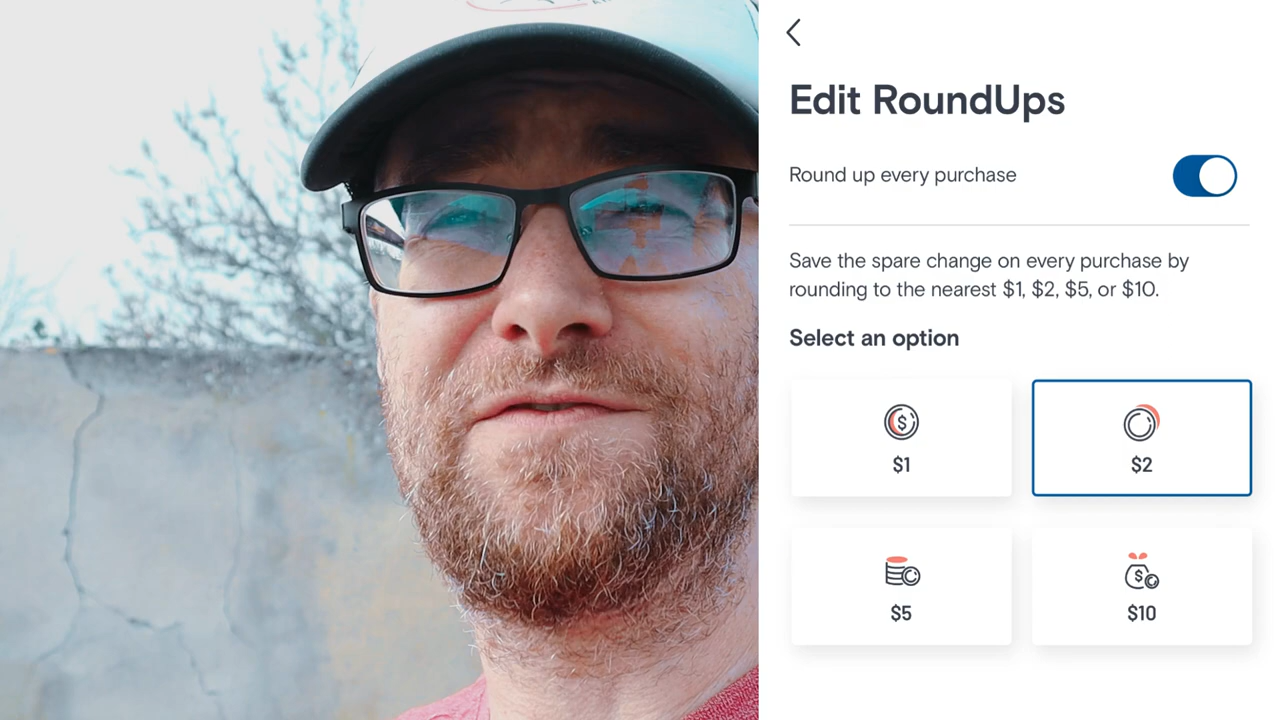 Edit RoundUps
Round up every purchase
Save the spare change on every purchase by
rounding to the nearest $1, $2, $5, or $10.
Select an option
$1
$2
$5
$10